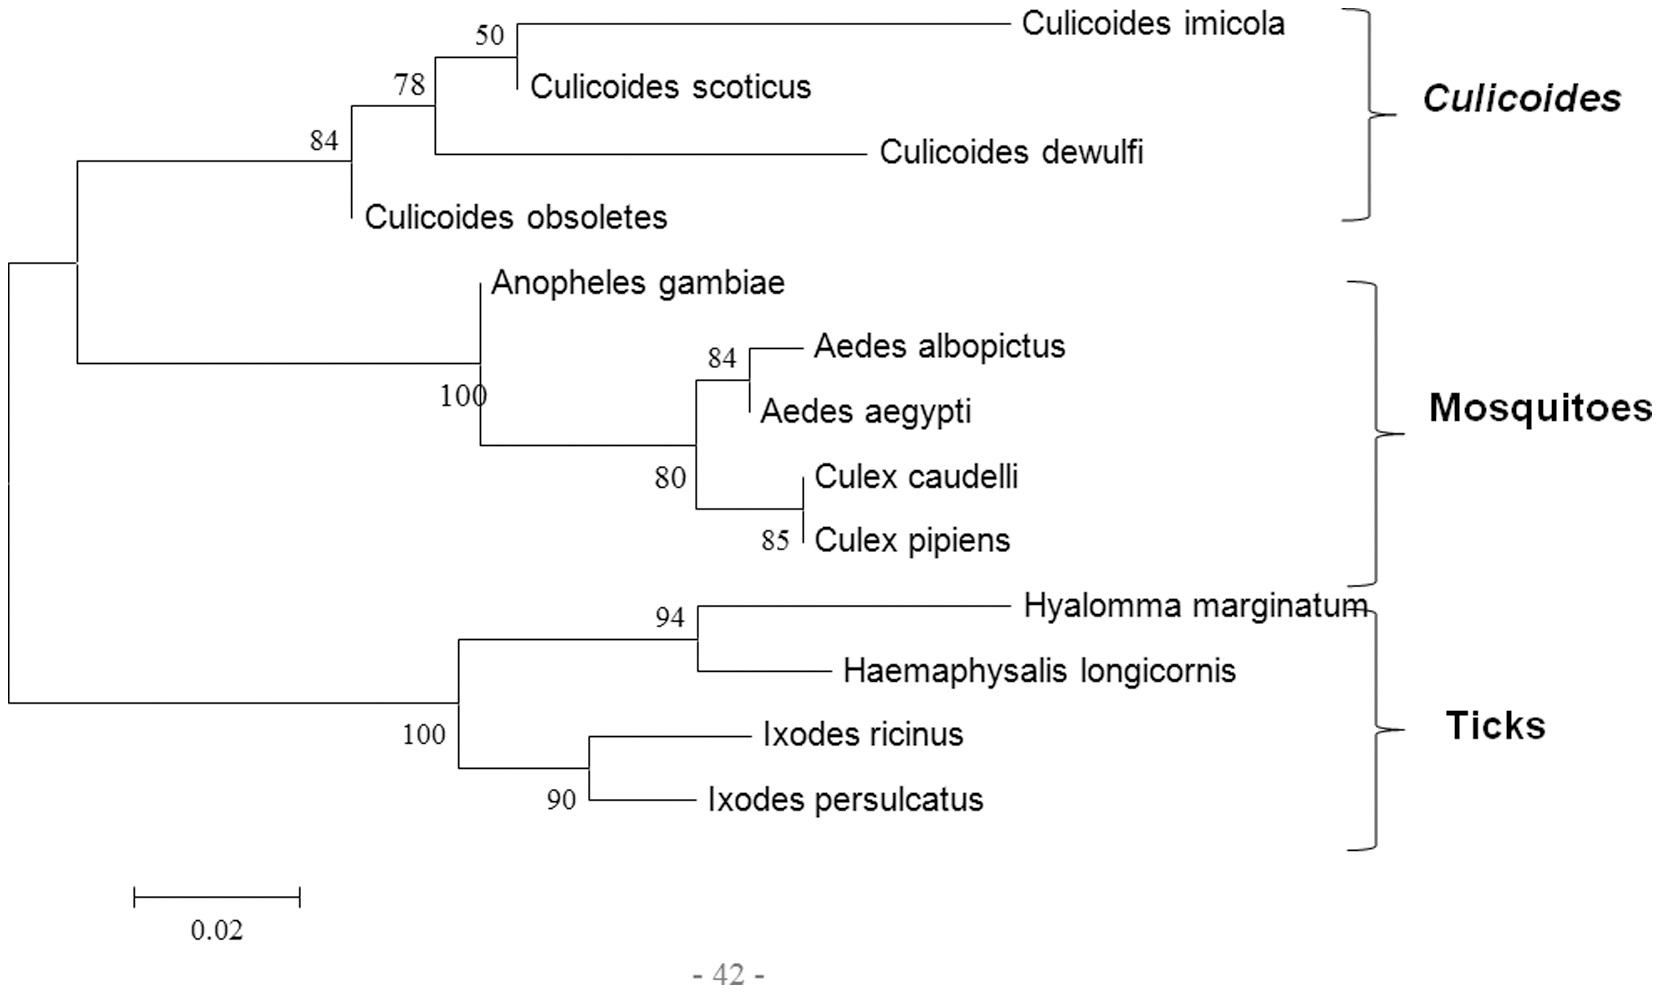 Culicoides imicola
50
Culicoides scoticus
78
Culicoides
84
Culicoides dewulfi
Culicoides obsoletes
Anopheles gambiae
Aedes albopictus
84
100
Aedes aegypti
Mosquitoes
Culex caudelli
80
Culex pipiens
85
Hyalomma marginatum
94
Haemaphysalis longicornis
Ticks
100
Ixodes ricinus
90
Ixodes persulcatus
0.02
- 42 -